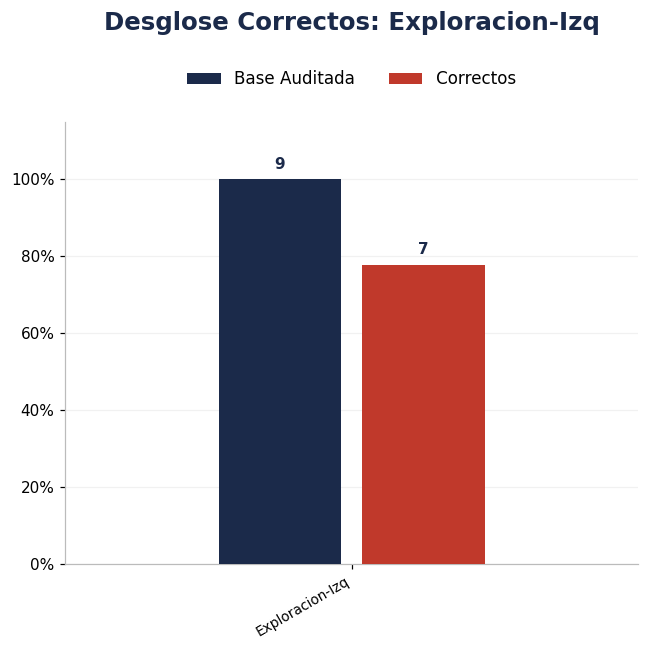 Desglose Correctos: Exploracion-Izq
Base Auditada Correctos
9
7
100%
80%
60%
40%
20%
0%
Exploracion-Izq